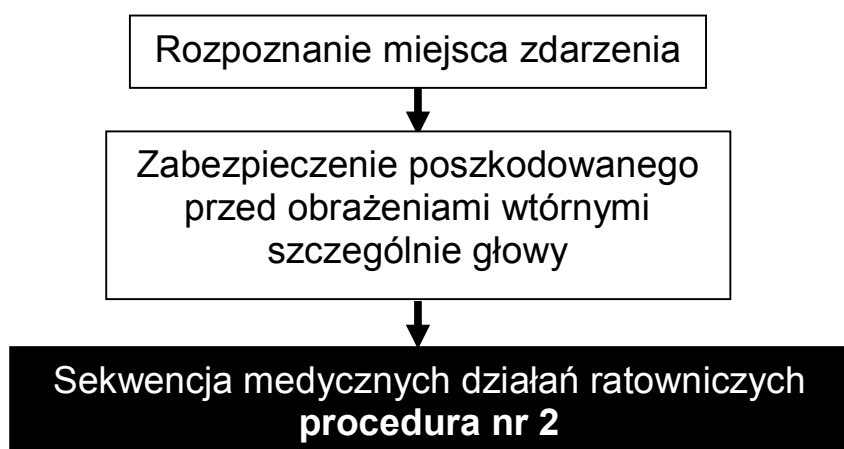 Rozpoznanie miejsca zdarzenia
Zabezpieczenie poszkodowanego
przed obrażeniami wtórnymi
szczególnie głowy
Sekwencja medycznych działań ratowniczych
procedura nr 2